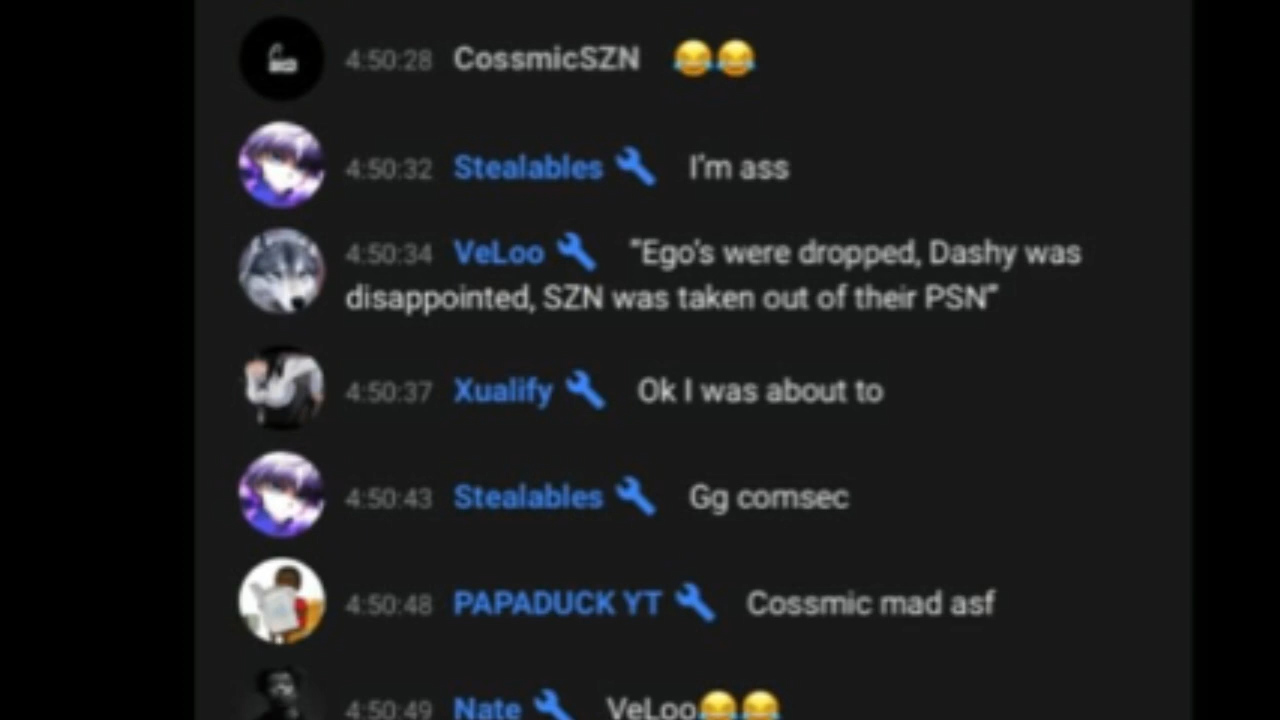 4:50:28 CossmicSZN 😂😂
4:50:32 Stealables 🔧 I'm ass
4:50:34 VeLoo 🔧 "Ego's were dropped, Dashy was
disappointed, SZN was taken out of their PSN"
4:50:37 Xualify 🔧 Ok I was about to
4:50:43 Stealables 🔧 Gg comsec
4:50:48 PAPADUCK YT 🔧 Cossmic mad asf
4:50:49 Nate 🔧 VeLoo😂😂